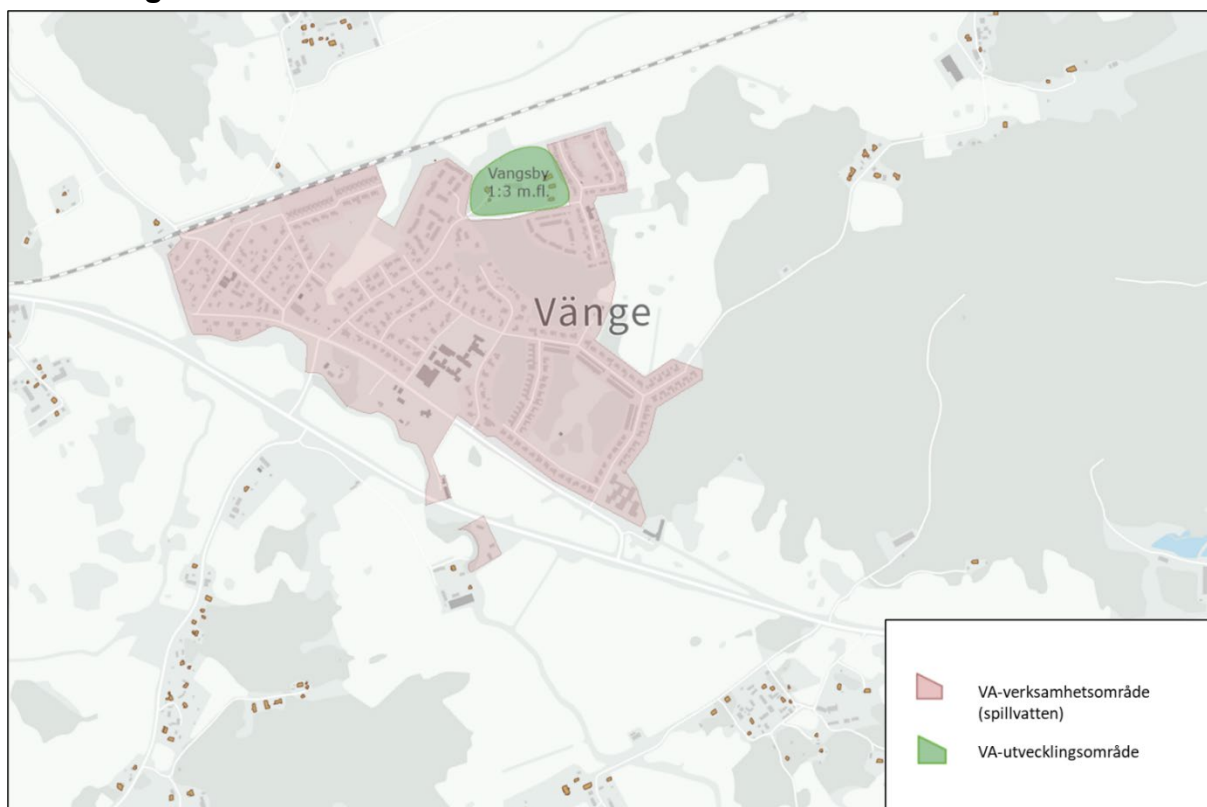 Vangsby
1:3 m.fl.
Vänge
VA-verksamhetsområde
(spillvatten)
VA-utvecklingsområde